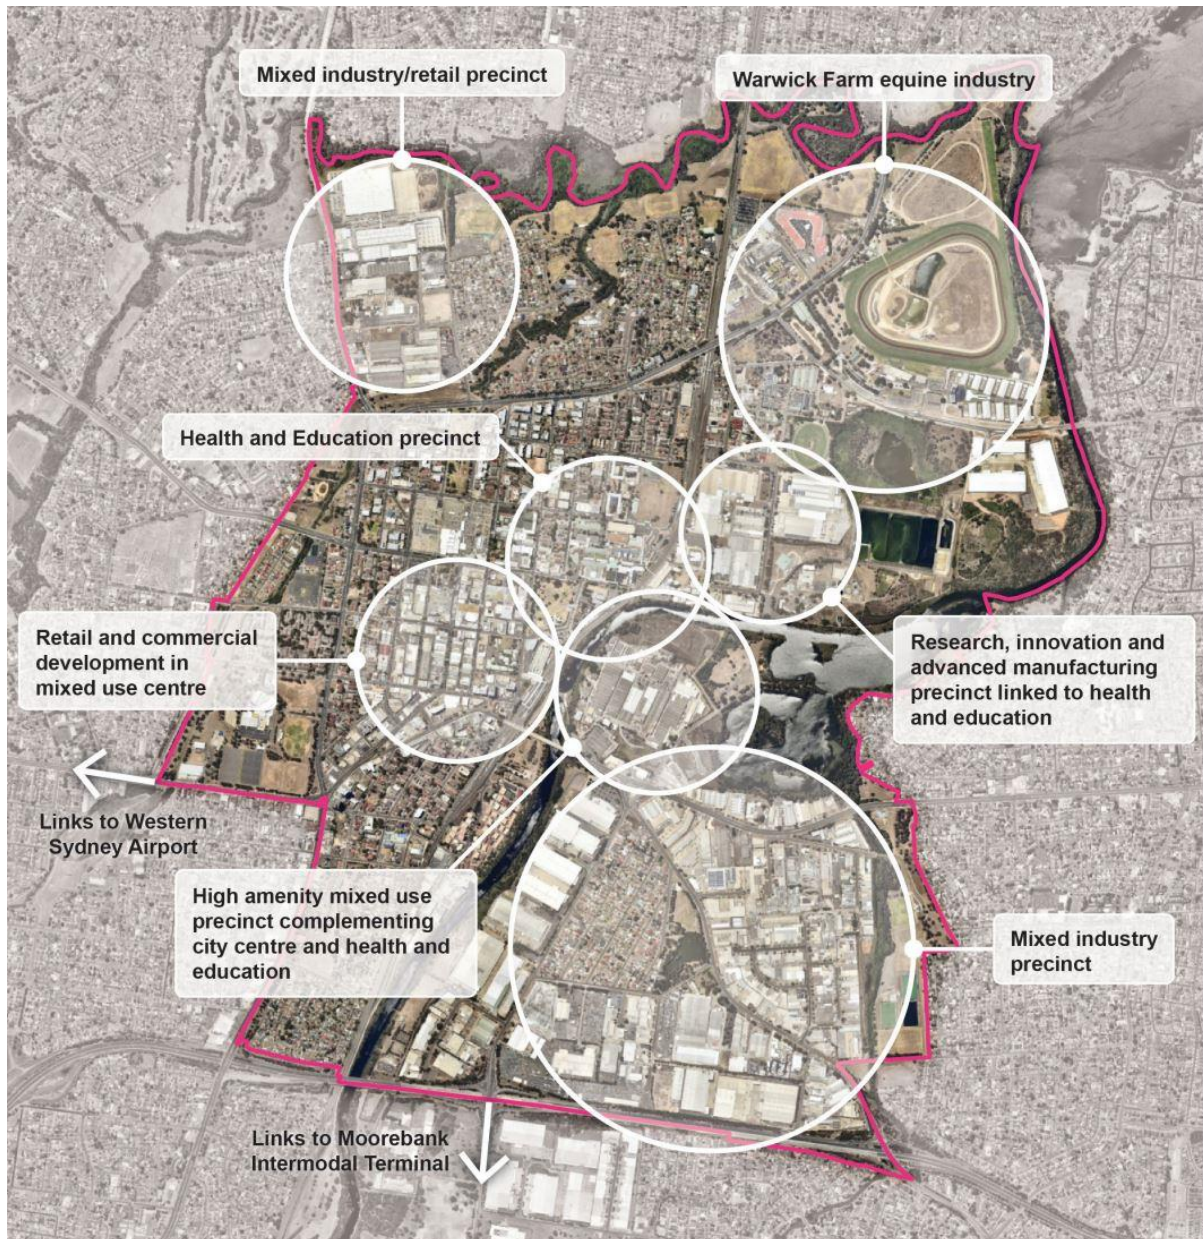 Mixed industry/retail precinct
Warwick Farm equine industry
Health and Education precinct
Retail and commercial
development in
mixed use centre
Research, innovation and
advanced manufacturing
precinct linked to health
and education
Links to Western
Sydney Airport
High amenity mixed use
precinct complementing
city centre and health and
education
Mixed industry
precinct
Links to Moorebank
Intermodal Terminal